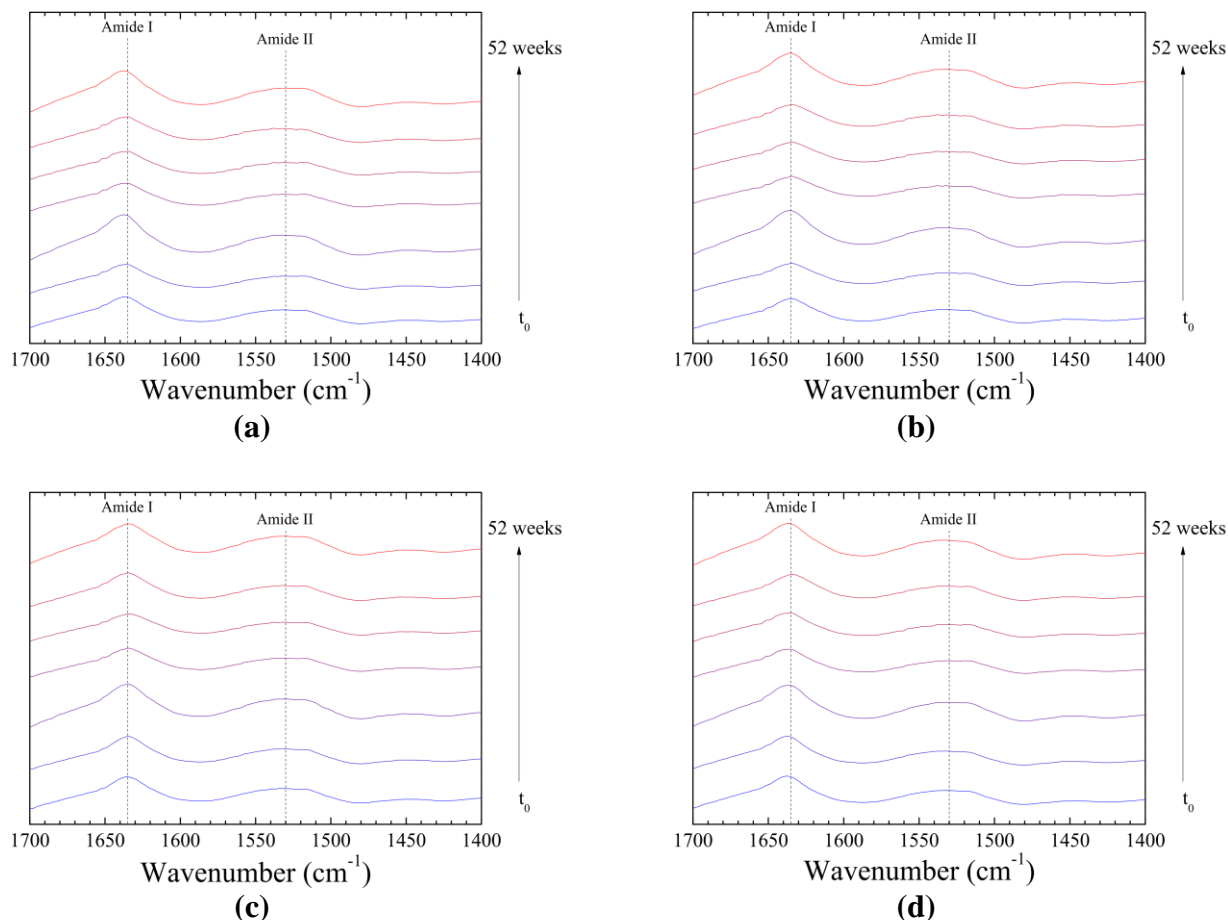 Amide I
Amide II
52 weeks
t₀
1700 1650 1600 1550 1500 1450 1400
Wavenumber (cm⁻¹)
(a)
Amide I
Amide II
52 weeks
t₀
1700 1650 1600 1550 1500 1450 1400
Wavenumber (cm⁻¹)
(b)
Amide I
Amide II
52 weeks
t₀
1700 1650 1600 1550 1500 1450 1400
Wavenumber (cm⁻¹)
(c)
Amide I
Amide II
52 weeks
t₀
1700 1650 1600 1550 1500 1450 1400
Wavenumber (cm⁻¹)
(d)